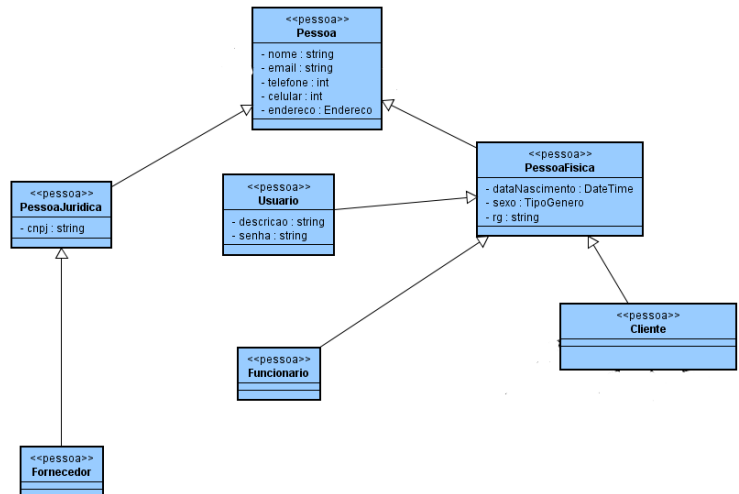 <<pessoa>>
Pessoa
- nome : string
- email : string
- telefone : int
- celular : int
- endereco : Endereco
<<pessoa>>
PessoaFisica
- dataNascimento : DateTime
- sexo : TipoGenero
- rg : string
<<pessoa>>
PessoaJuridica
- cnpj : string
<<pessoa>>
Usuario
- descricao : string
- senha : string
<<pessoa>>
Cliente
<<pessoa>>
Funcionario
<<pessoa>>
Fornecedor